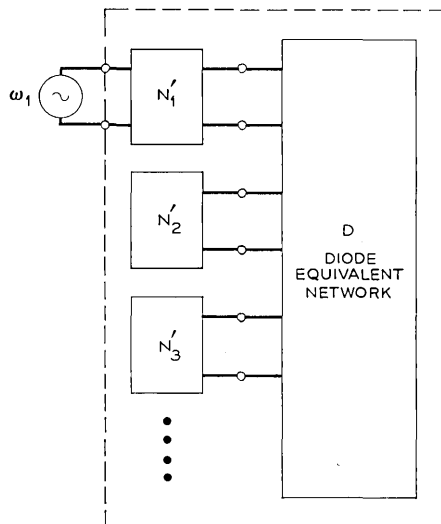 ω₁
N′₁
N′₂
N′₃
D
DIODE
EQUIVALENT
NETWORK